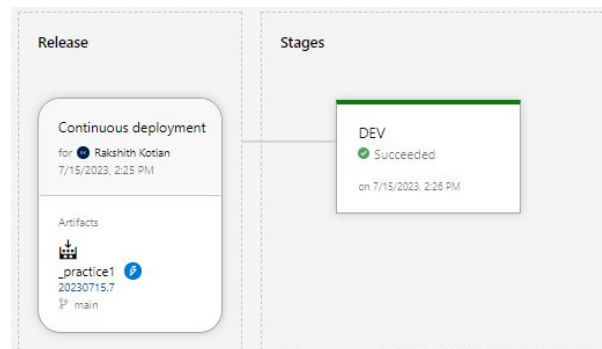 Release
Stages
Continuous deployment
for Rakshith Kotian
7/15/2023, 2:25 PM
Artifacts
_practice1
20230715.7
main
DEV
Succeeded
on 7/15/2023, 2:26 PM